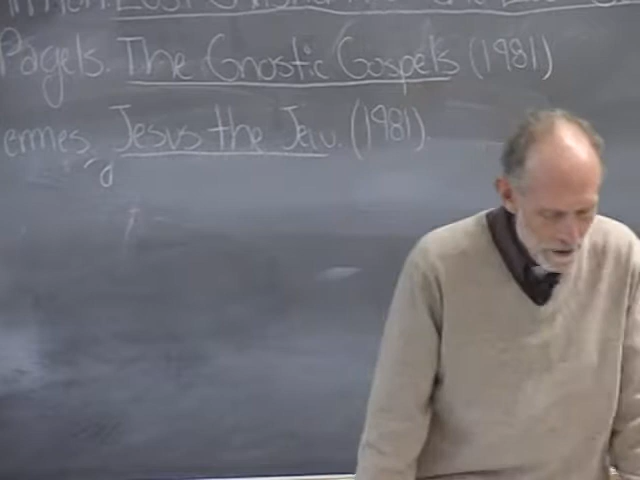 Pagels. The Gnostic Gospels (1981)
ermes, Jesus the Jew. (1981)